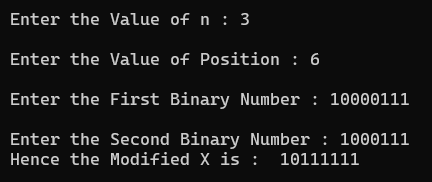 Enter the Value of n : 3
Enter the Value of Position : 6
Enter the First Binary Number : 10000111
Enter the Second Binary Number : 1000111
Hence the Modified X is :  10111111